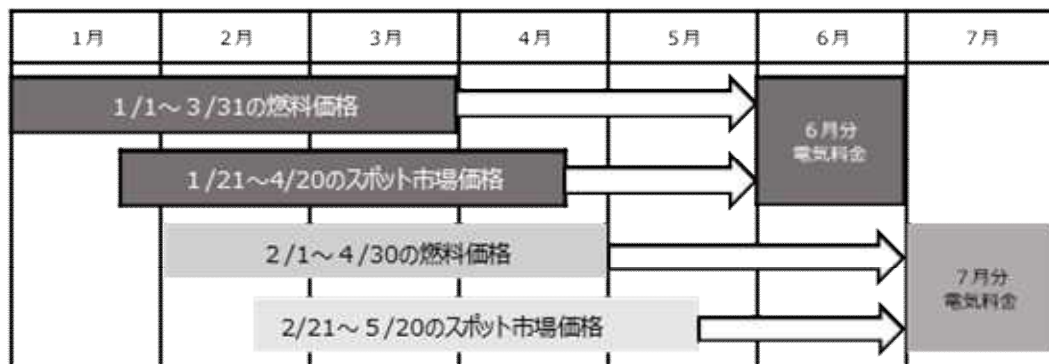 1月 2月 3月 4月 5月 6月 7月
1/1～3/31の燃料価格
6月分
電気料金
1/21～4/20のスポット市場価格
2/1～4/30の燃料価格
7月分
電気料金
2/21～5/20のスポット市場価格